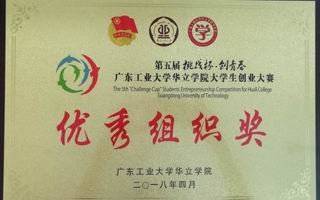 第五届 挑战杯·创青春
广东工业大学华立学院大学生创业大赛
The 5th "Challenge Cup" Students Entrepreneurship Competition for Huali College
Guangdong University of Technology
优秀组织奖
广东工业大学华立学院
二〇一八年四月